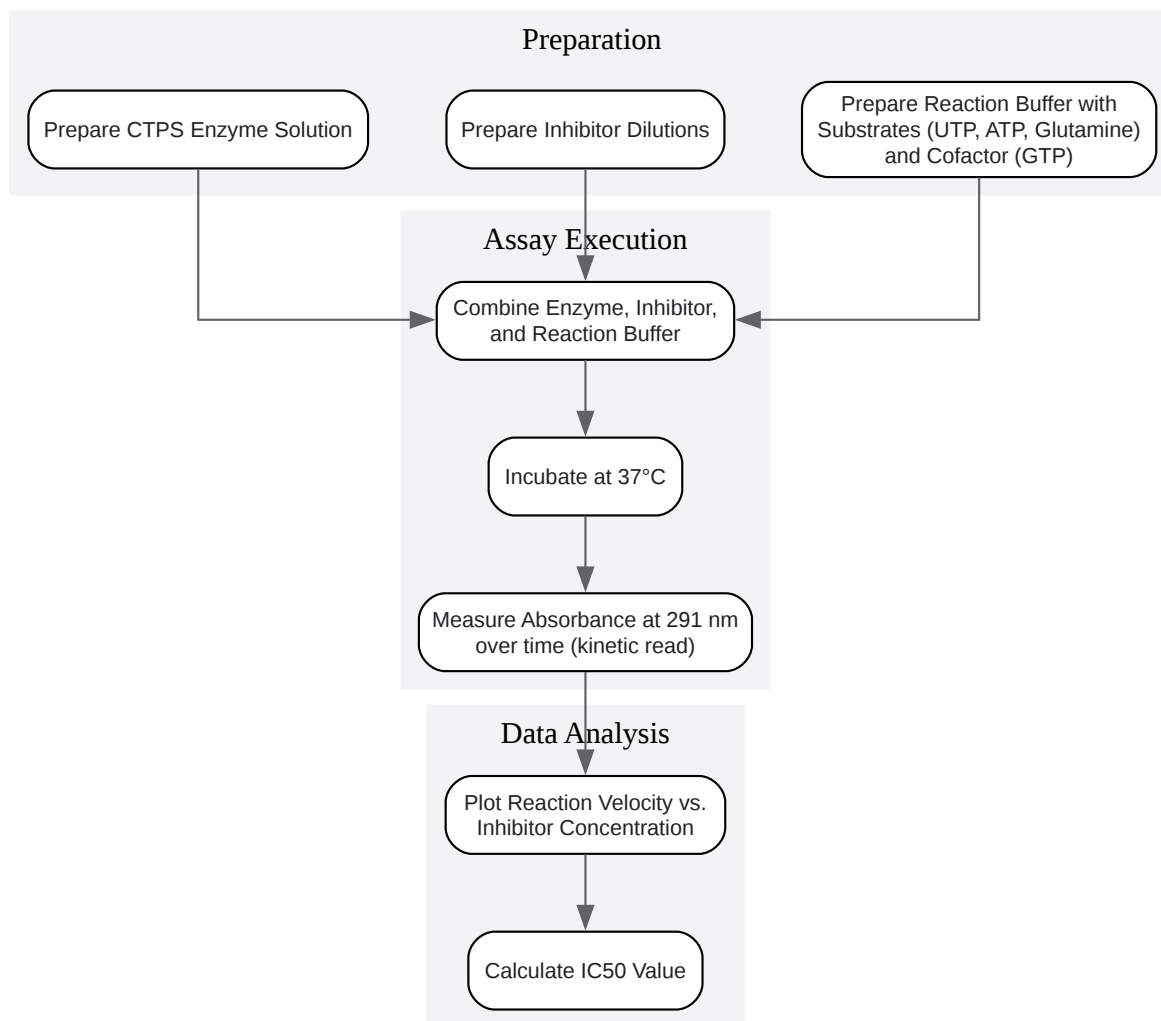 Preparation
Prepare CTPS Enzyme Solution
Prepare Inhibitor Dilutions
Prepare Reaction Buffer with
Substrates (UTP, ATP, Glutamine)
and Cofactor (GTP)
Assay Execution
Combine Enzyme, Inhibitor,
and Reaction Buffer
Incubate at 37°C
Measure Absorbance at 291 nm
over time (kinetic read)
Data Analysis
Plot Reaction Velocity vs.
Inhibitor Concentration
Calculate IC50 Value